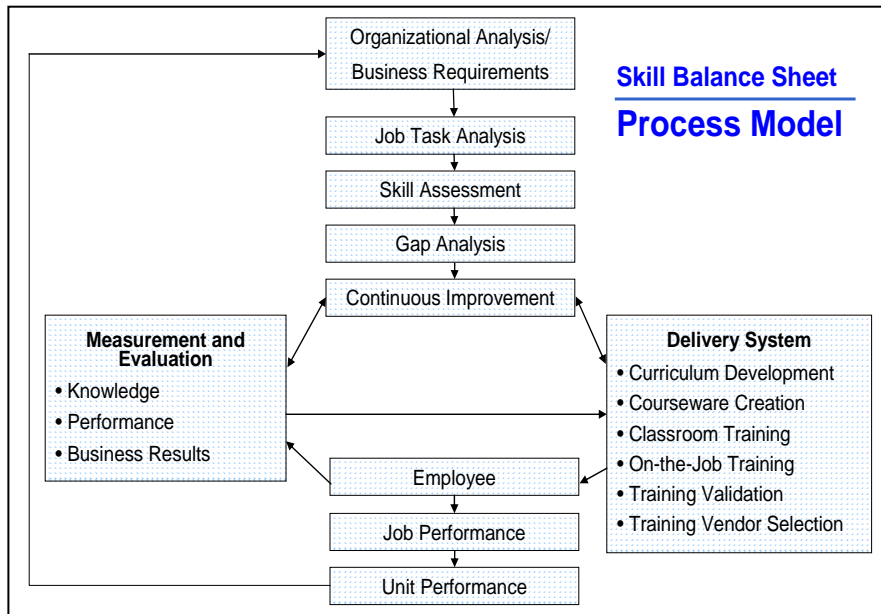 Organizational Analysis/
Business Requirements
Skill Balance Sheet
Process Model
Job Task Analysis
Skill Assessment
Gap Analysis
Continuous Improvement
Measurement and
Evaluation
• Knowledge
• Performance
• Business Results
Delivery System
• Curriculum Development
• Courseware Creation
• Classroom Training
• On-the-Job Training
• Training Validation
• Training Vendor Selection
Employee
Job Performance
Unit Performance